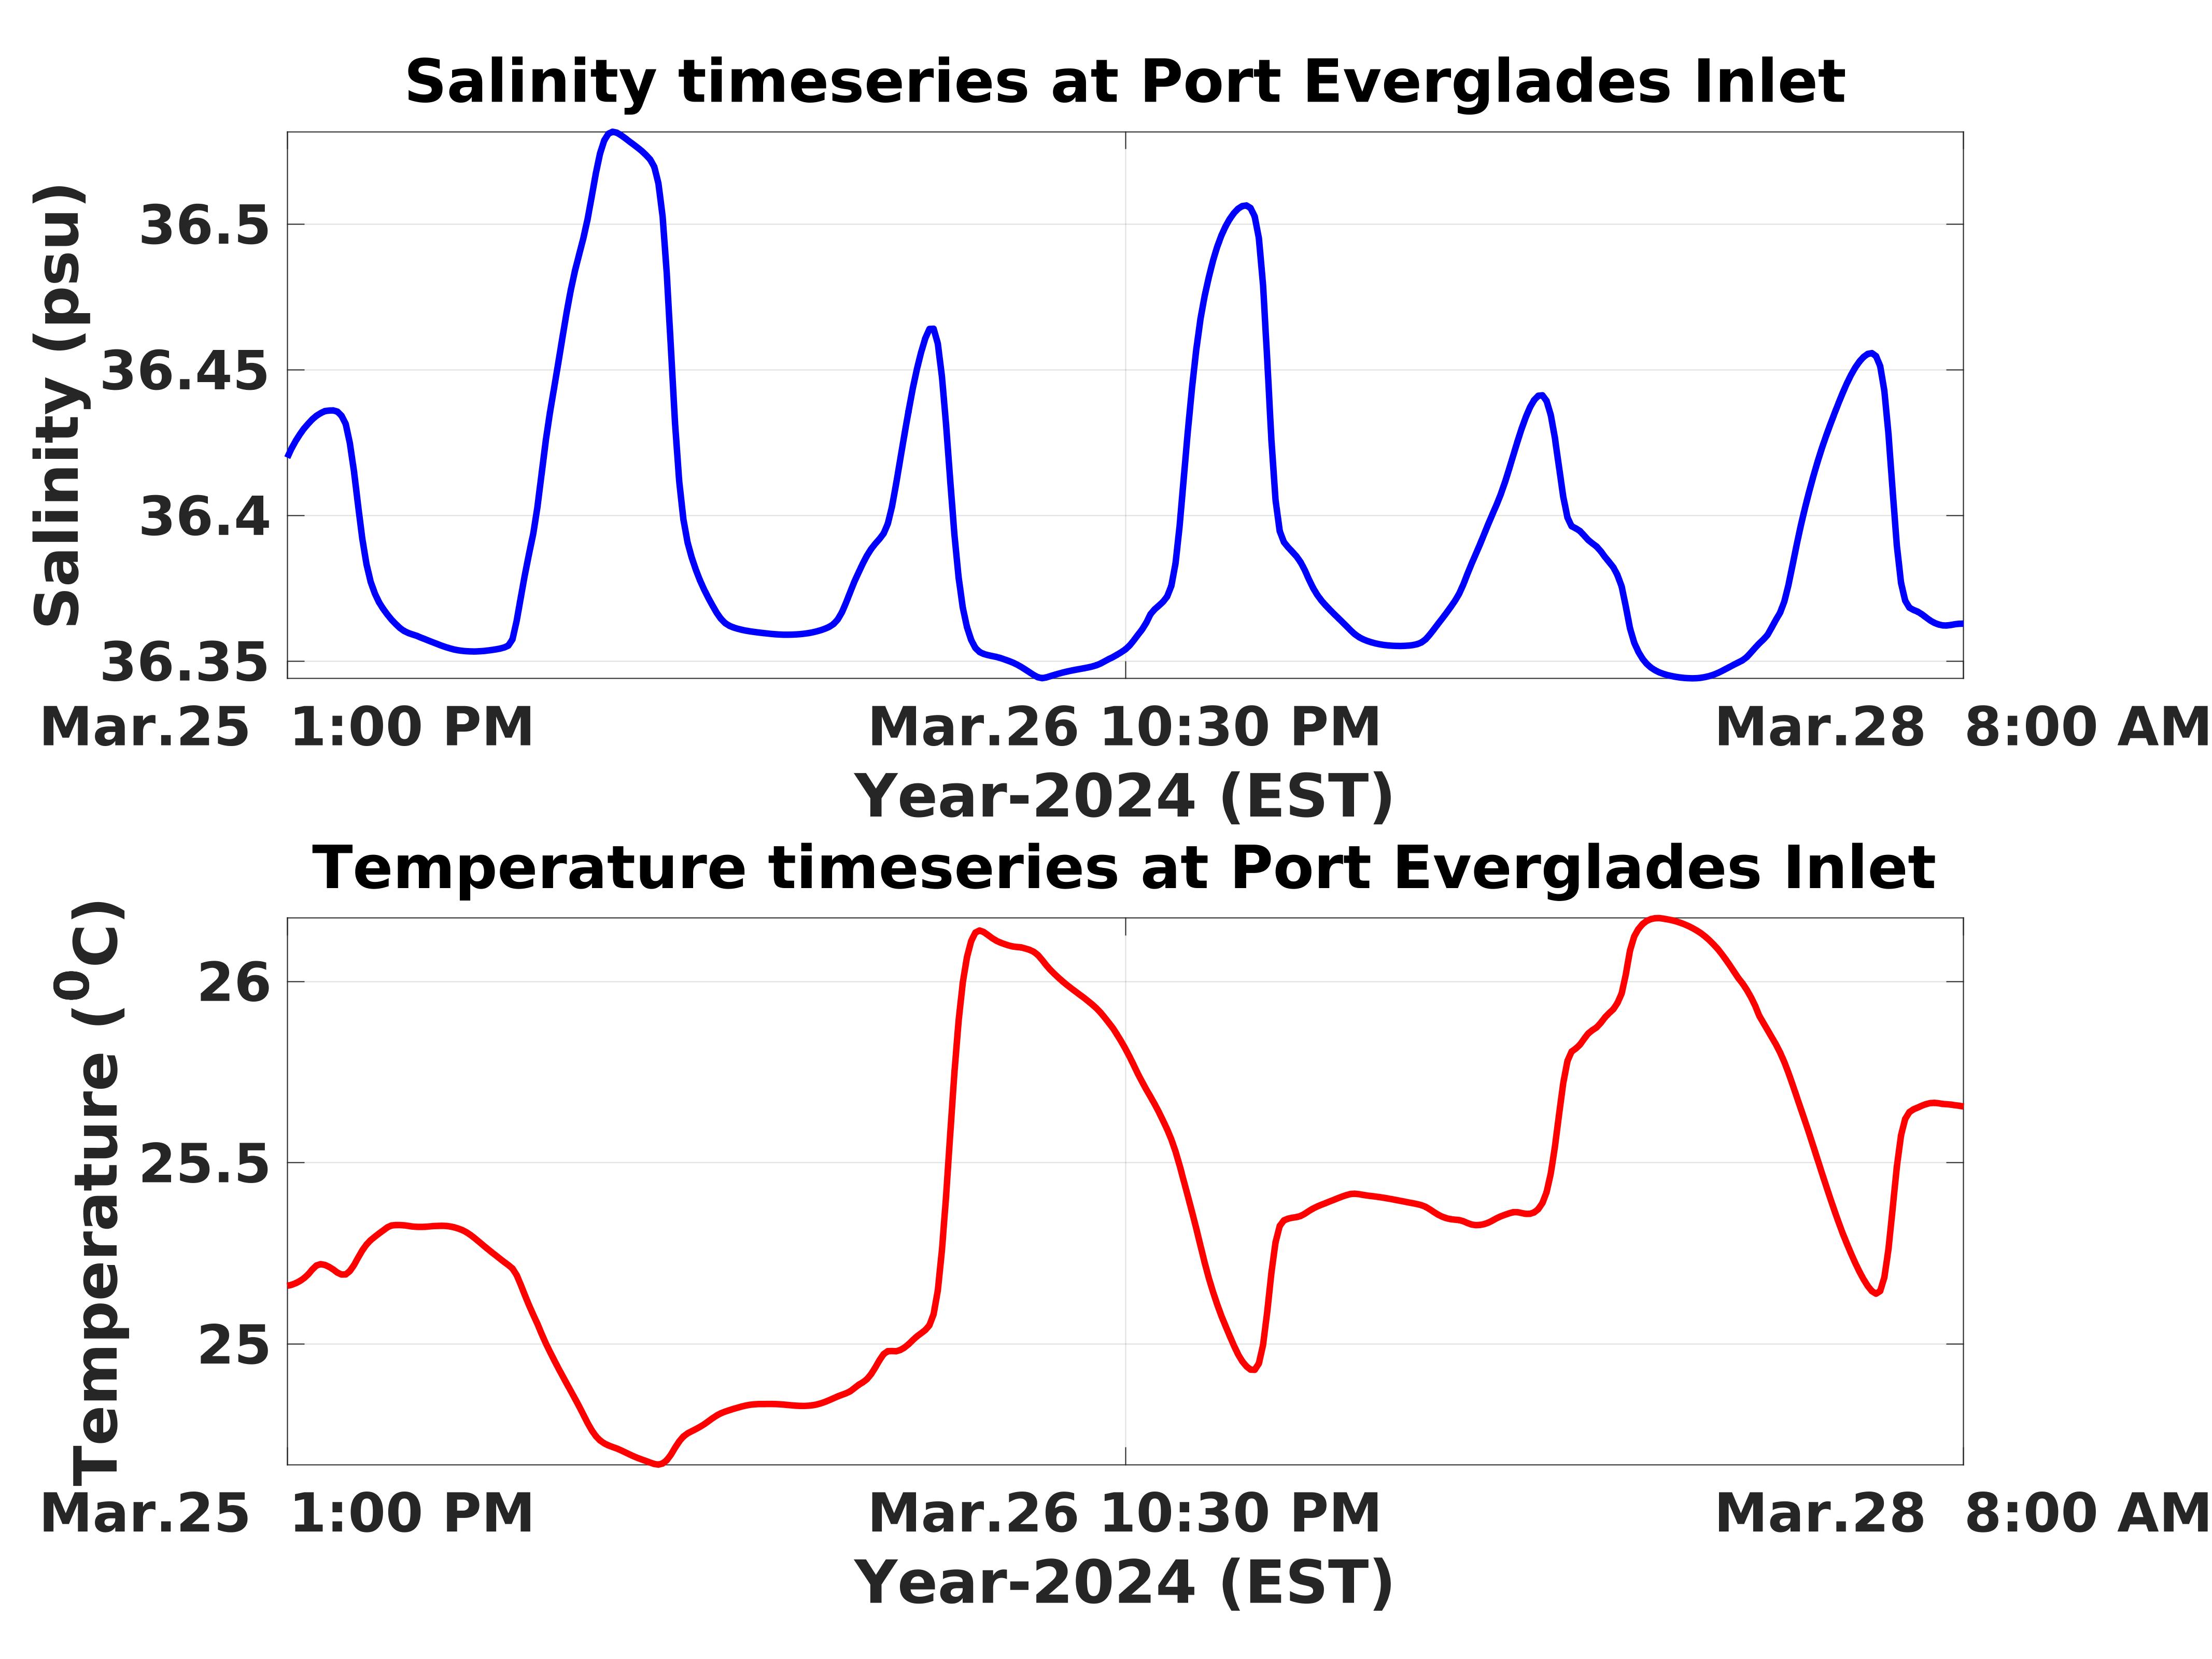 Salinity timeseries at Port Everglades Inlet
Salinity (psu)
36.5
36.45
36.4
36.35
Mar.25 1:00 PM Mar.26 10:30 PM Mar.28 8:00 AM
Year-2024 (EST)
Temperature timeseries at Port Everglades Inlet
Temperature (⁰C)
26
25.5
25
Mar.25 1:00 PM Mar.26 10:30 PM Mar.28 8:00 AM
Year-2024 (EST)